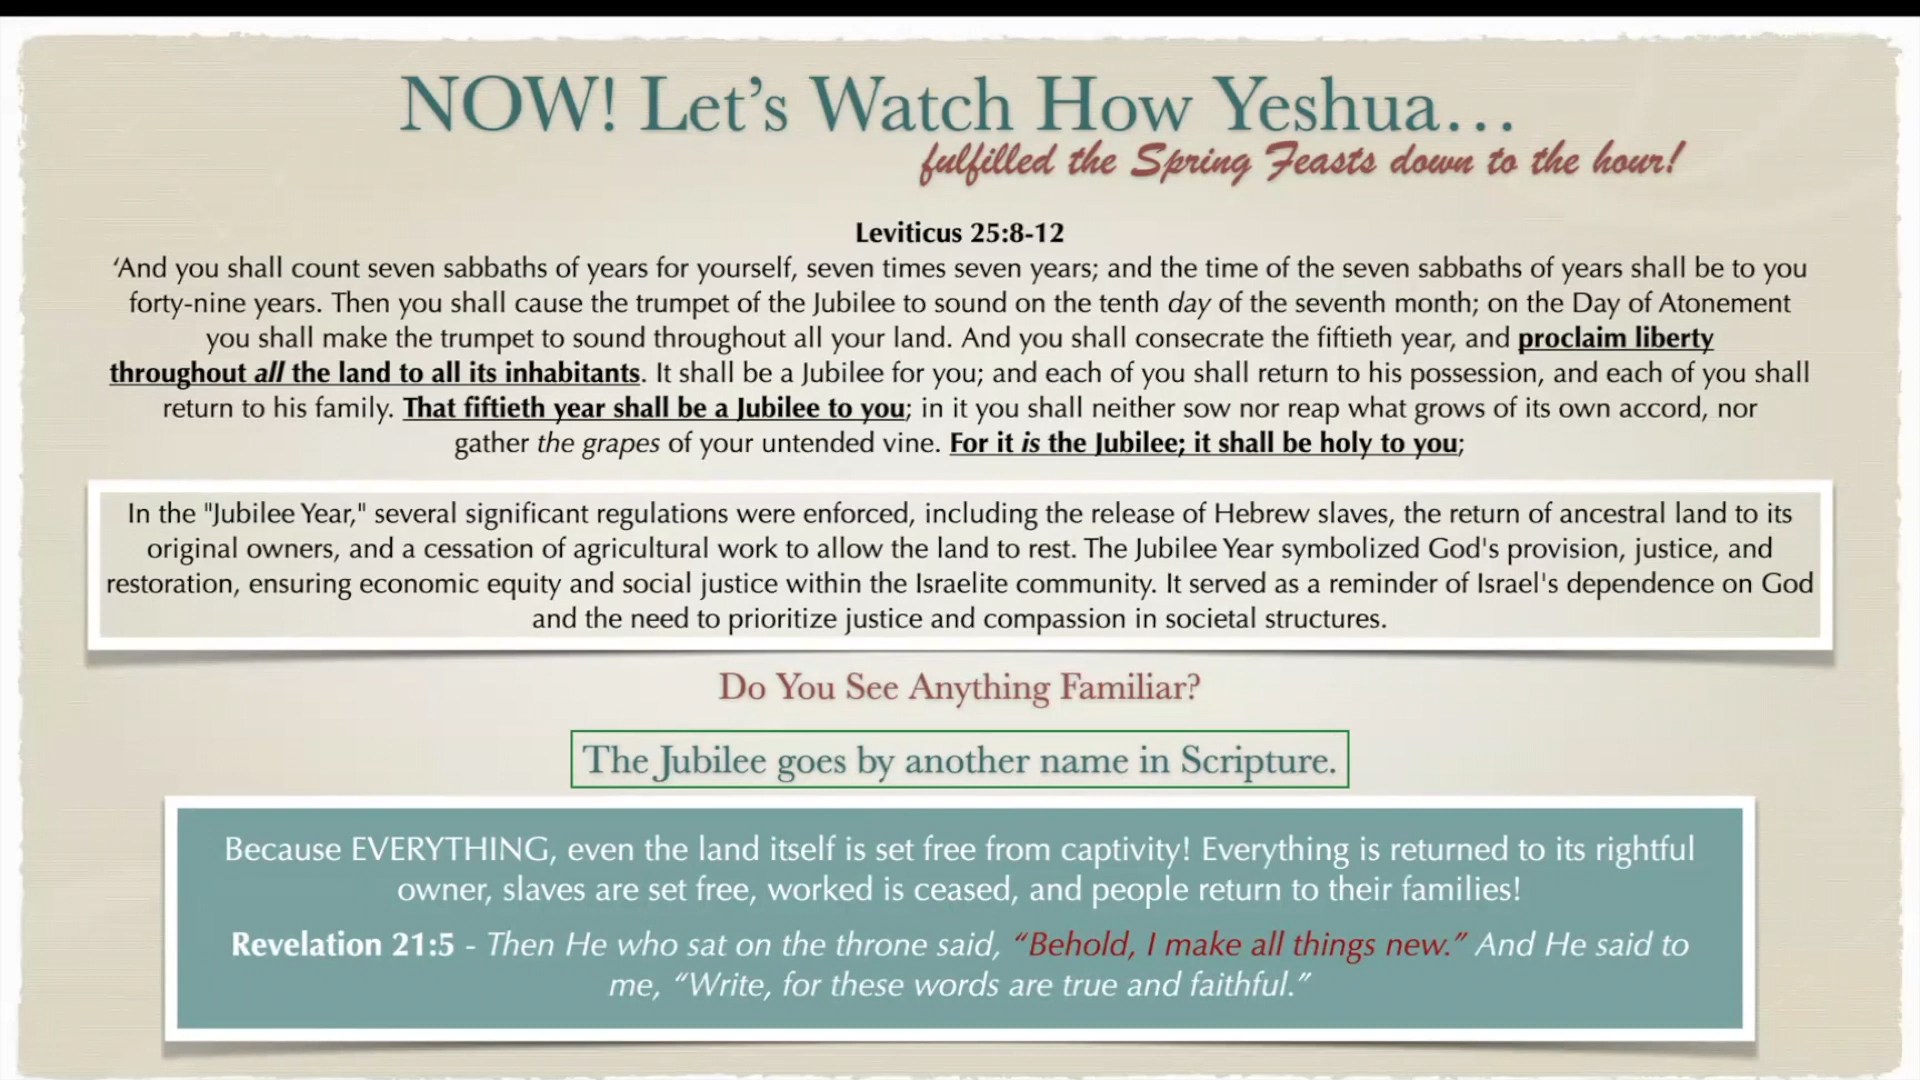 NOW! Let’s Watch How Yeshua…
fulfilled the Spring Feasts down to the hour!
Leviticus 25:8-12
‘And you shall count seven sabbaths of years for yourself, seven times seven years; and the time of the seven sabbaths of years shall be to you
forty-nine years. Then you shall cause the trumpet of the Jubilee to sound on the tenth day of the seventh month; on the Day of Atonement
you shall make the trumpet to sound throughout all your land. And you shall consecrate the fiftieth year, and proclaim liberty
throughout all the land to all its inhabitants. It shall be a Jubilee for you; and each of you shall return to his possession, and each of you shall
return to his family. That fiftieth year shall be a Jubilee to you; in it you shall neither sow nor reap what grows of its own accord, nor
gather the grapes of your untended vine. For it is the Jubilee; it shall be holy to you;
In the "Jubilee Year," several significant regulations were enforced, including the release of Hebrew slaves, the return of ancestral land to its
original owners, and a cessation of agricultural work to allow the land to rest. The Jubilee Year symbolized God's provision, justice, and
restoration, ensuring economic equity and social justice within the Israelite community. It served as a reminder of Israel's dependence on God
and the need to prioritize justice and compassion in societal structures.
Do You See Anything Familiar?
The Jubilee goes by another name in Scripture.
Because EVERYTHING, even the land itself is set free from captivity! Everything is returned to its rightful
owner, slaves are set free, worked is ceased, and people return to their families!
Revelation 21:5 - Then He who sat on the throne said, “Behold, I make all things new.” And He said to
me, “Write, for these words are true and faithful.”